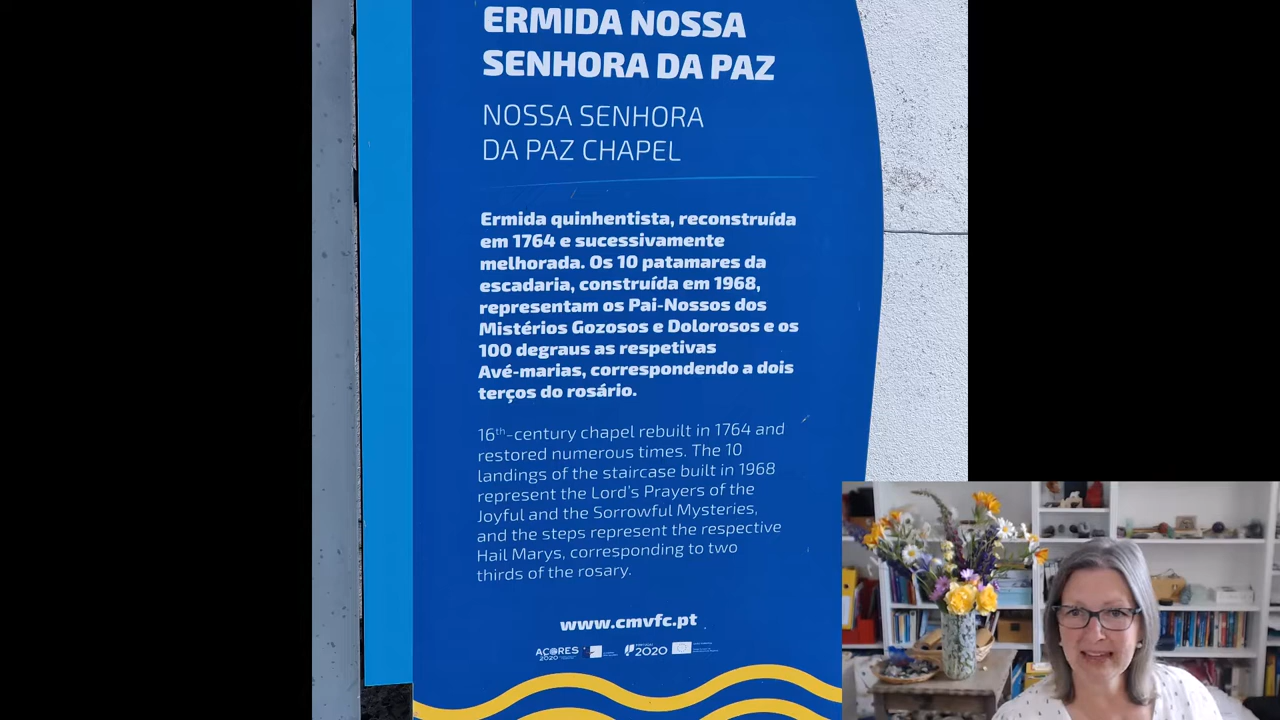 ERMIDA NOSSA
SENHORA DA PAZ
NOSSA SENHORA
DA PAZ CHAPEL
Ermida quinhentista, reconstruída
em 1764 e sucessivamente
melhorada. Os 10 patamares da
escadaria, construída em 1968,
representam os Pai-Nossos dos
Mistérios Gozosos e Dolorosos e os
100 degraus as respetivas
Avé-marias, correspondendo a dois
terços do rosário.
16th-century chapel rebuilt in 1764 and
restored numerous times. The 10
landings of the staircase built in 1968
represent the Lord's Prayers of the
Joyful and the Sorrowful Mysteries,
and the steps represent the respective
Hail Marys, corresponding to two
thirds of the rosary.
www.cmvfc.pt
AÇORES
2020
2020